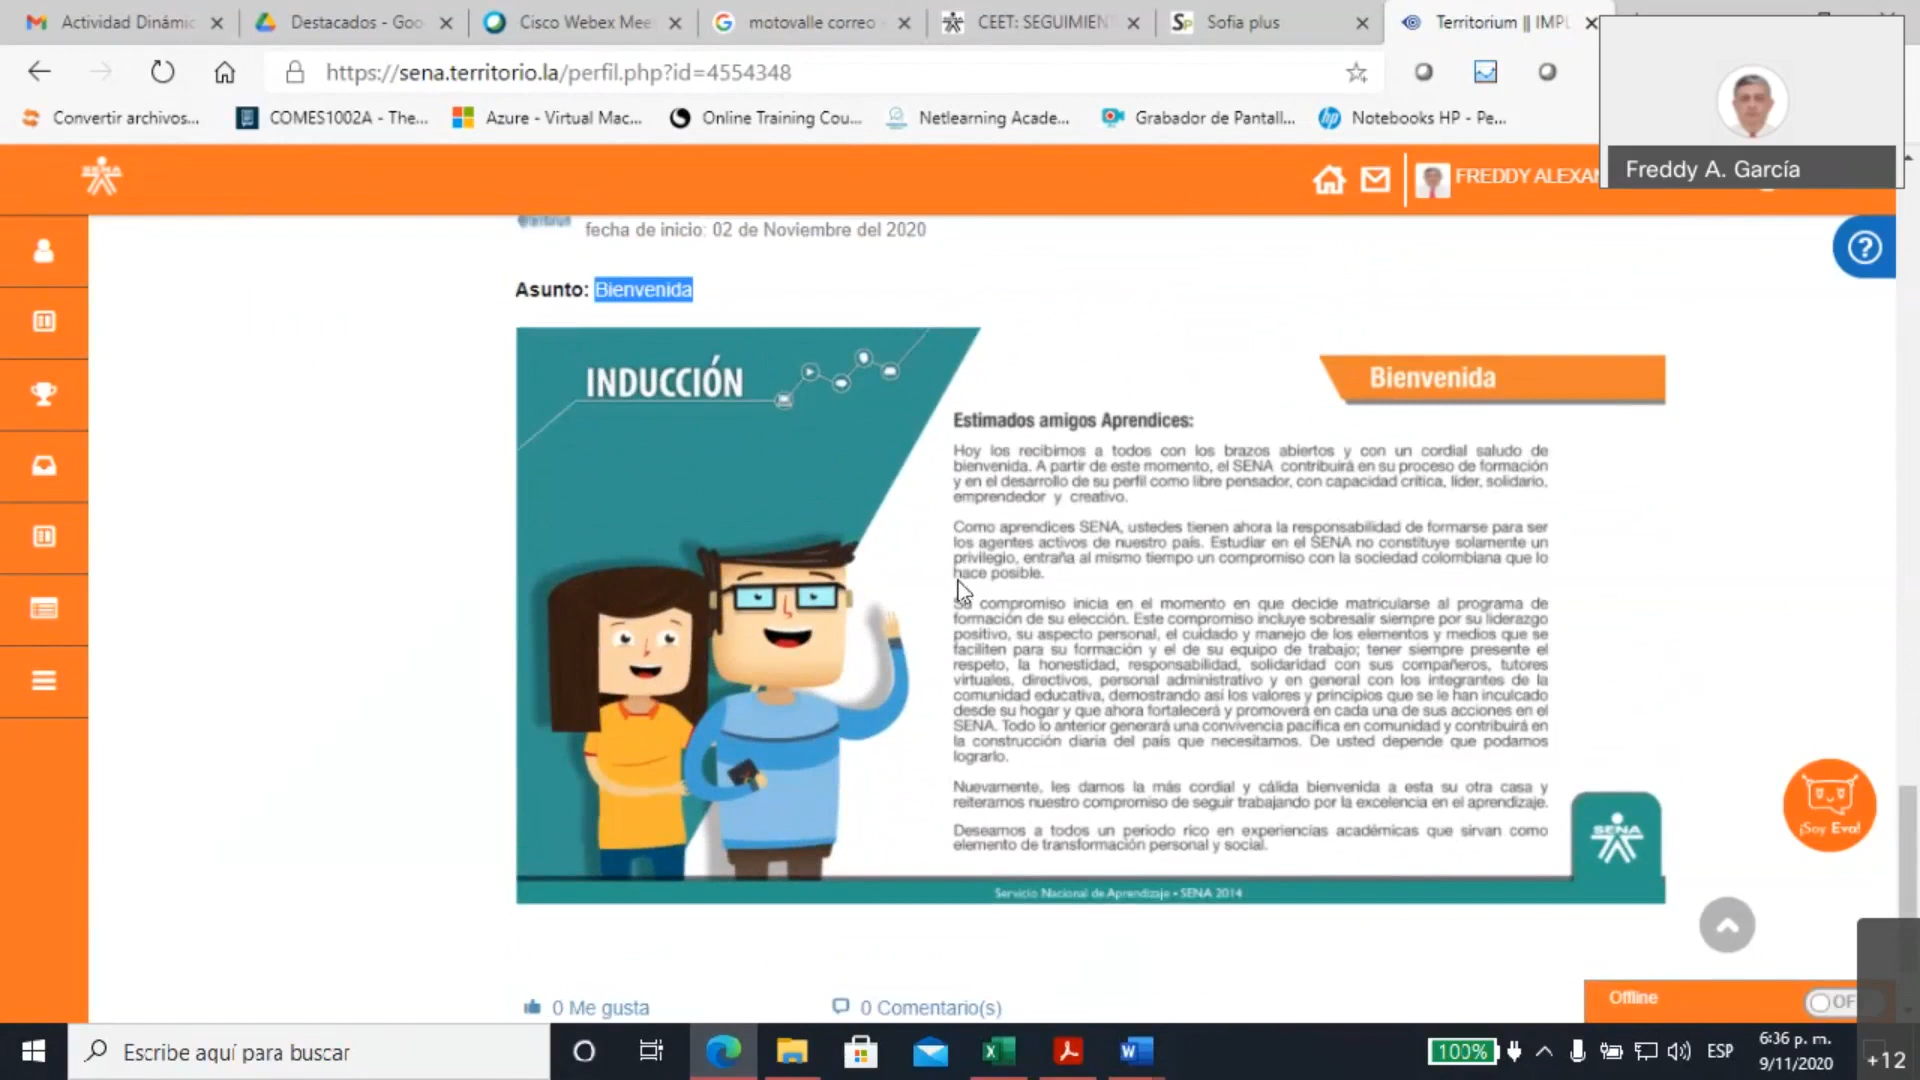 Actividad Dinámic
Destacados - Goo
Cisco Webex Mee
motovalle correo
CEET: SEGUIMIEN
Sofia plus
Territorium || IMPL
https://sena.territorio.la/perfil.php?id=4554348
Convertir archivos...
COMES1002A - The...
Azure - Virtual Mac...
Online Training Cou...
Netlearning Acade...
Grabador de Pantall...
Notebooks HP - Pe...
Freddy A. García
FREDDY ALEXAN
fecha de inicio: 02 de Noviembre del 2020
Asunto: Bienvenida
INDUCCIÓN
Bienvenida
Estimados amigos Aprendices:
Hoy los recibimos a todos con los brazos abiertos y con un cordial saludo de
bienvenida. A partir de este momento, el SENA contribuirá en su proceso de formación
y en el desarrollo de su perfil como libre pensador, con capacidad crítica, líder, solidario,
emprendedor y creativo.
Como aprendices SENA, ustedes tienen ahora la responsabilidad de formarse para ser
los agentes activos de nuestro país. Estudiar en el SENA no constituye solamente un
privilegio, entraña al mismo tiempo un compromiso con la sociedad colombiana que lo
hace posible.
Su compromiso inicia en el momento en que decide matricularse al programa de
formación de su elección. Este compromiso incluye sobresalir siempre por su liderazgo
positivo, su aspecto personal, el cuidado y manejo de los elementos y medios que se
faciliten para su formación y el de su equipo de trabajo; tener siempre presente el
respeto, la honestidad, responsabilidad, solidaridad con sus compañeros, tutores
virtuales, directivos, personal administrativo y en general con los integrantes de la
comunidad educativa, demostrando así los valores y principios que se le han inculcado
desde su hogar y que ahora fortalecerá y promoverá en cada una de sus acciones en el
SENA. Todo lo anterior generará una convivencia pacífica en comunidad y contribuirá en
la construcción diaria del país que necesitamos. De usted depende que podamos
lograrlo.
Nuevamente, les damos la más cordial y cálida bienvenida a esta su otra casa y
reiteramos nuestro compromiso de seguir trabajando por la excelencia en el aprendizaje.
Deseamos a todos un periodo rico en experiencias académicas que sirvan como
elemento de transformación personal y social.
SENA
Servicio Nacional de Aprendizaje • SENA 2014
¡Soy Eva!
0 Me gusta
0 Comentario(s)
Offline
OF
Escribe aquí para buscar
100%
ESP
6:36 p. m.
9/11/2020
+12